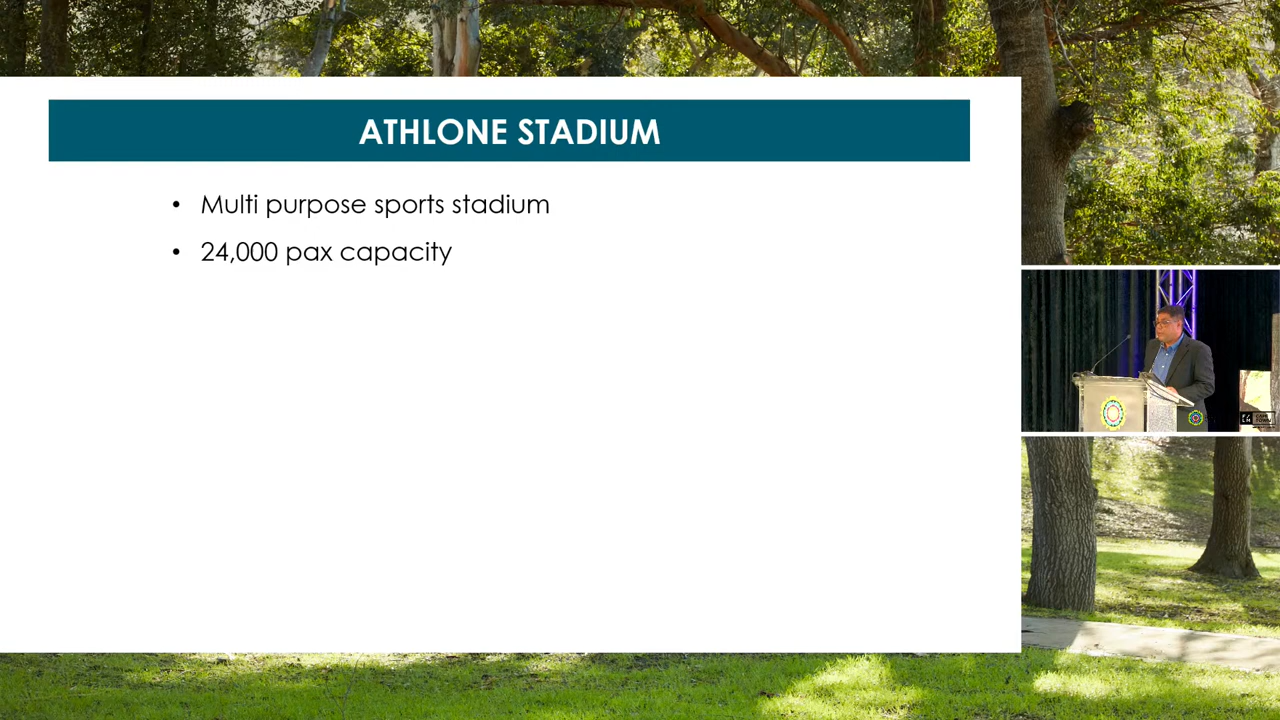 ATHLONE STADIUM
• Multi purpose sports stadium
• 24,000 pax capacity